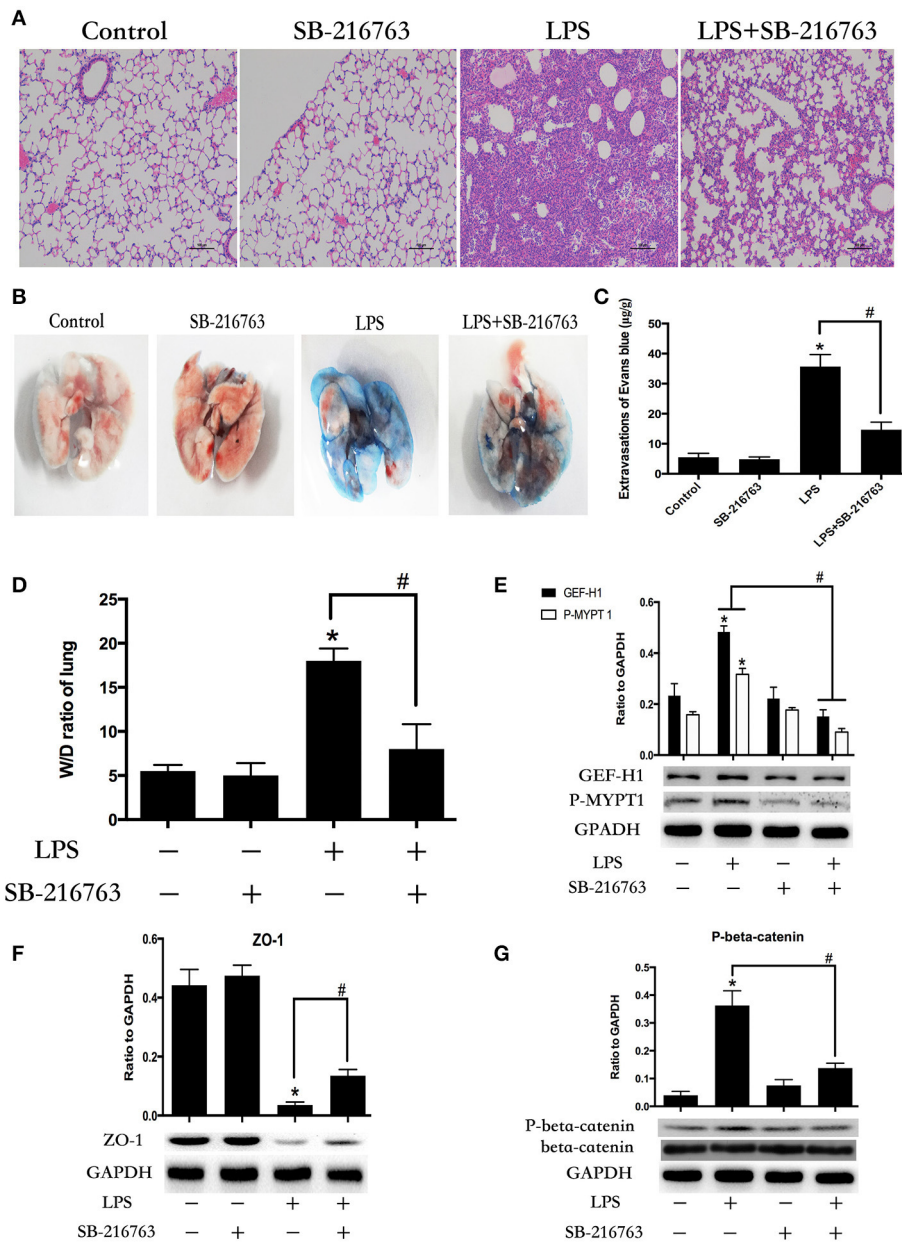 A
Control SB-216763 LPS LPS+SB-216763
B
Control SB-216763 LPS LPS+SB-216763
C
Extravasations of Evans blue (µg/g)
50
40
30
20
10
0
*
#
Control SB-216763 LPS LPS+SB-216763
D
W/D ratio of lung
25
20
15
10
5
0
*
#
LPS − − + +
SB-216763 − + − +
E
GEF-H1
P-MYPT 1
Ratio to GAPDH
0.6
0.4
0.2
0.0
*
*
#
GEF-H1
P-MYPT1
GPADH
LPS − + − +
SB-216763 − − + +
F
ZO-1
Ratio to GAPDH
0.6
0.4
0.2
0.0
*
#
ZO-1
GAPDH
LPS − − + +
SB-216763 − + − +
G
P-beta-catenin
Ratio to GAPDH
0.5
0.4
0.3
0.2
0.1
0.0
*
#
P-beta-catenin
beta-catenin
GAPDH
LPS − + − +
SB-216763 − − + +